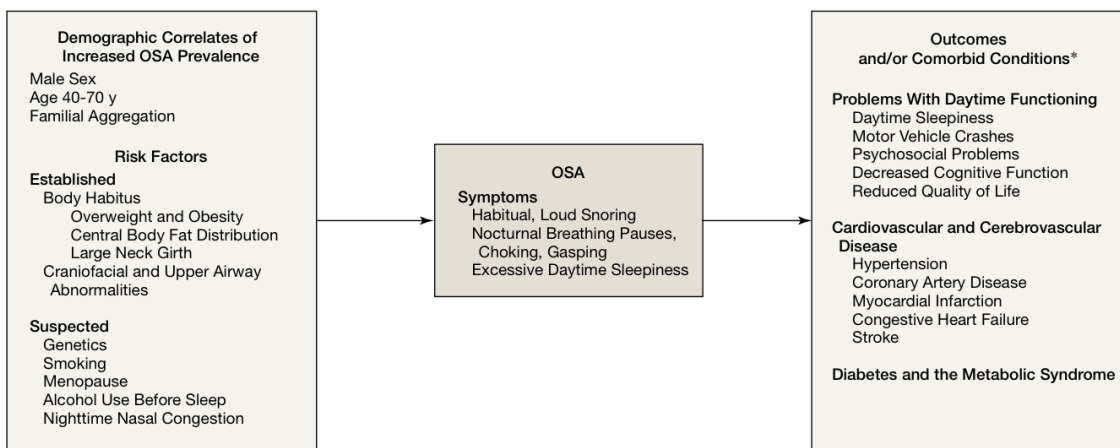 Demographic Correlates of
Increased OSA Prevalence
Male Sex
Age 40-70 y
Familial Aggregation
Risk Factors
Established
Body Habitus
Overweight and Obesity
Central Body Fat Distribution
Large Neck Girth
Craniofacial and Upper Airway
Abnormalities
Suspected
Genetics
Smoking
Menopause
Alcohol Use Before Sleep
Nighttime Nasal Congestion
OSA
Symptoms
Habitual, Loud Snoring
Nocturnal Breathing Pauses,
Choking, Gasping
Excessive Daytime Sleepiness
Outcomes
and/or Comorbid Conditions*
Problems With Daytime Functioning
Daytime Sleepiness
Motor Vehicle Crashes
Psychosocial Problems
Decreased Cognitive Function
Reduced Quality of Life
Cardiovascular and Cerebrovascular
Disease
Hypertension
Coronary Artery Disease
Myocardial Infarction
Congestive Heart Failure
Stroke
Diabetes and the Metabolic Syndrome